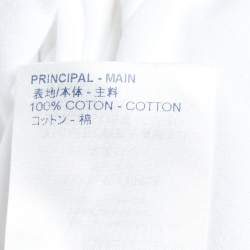 PRINCIPAL - MAIN
表地/本体 - 主料
100% COTON - COTTON
コットン - 棉